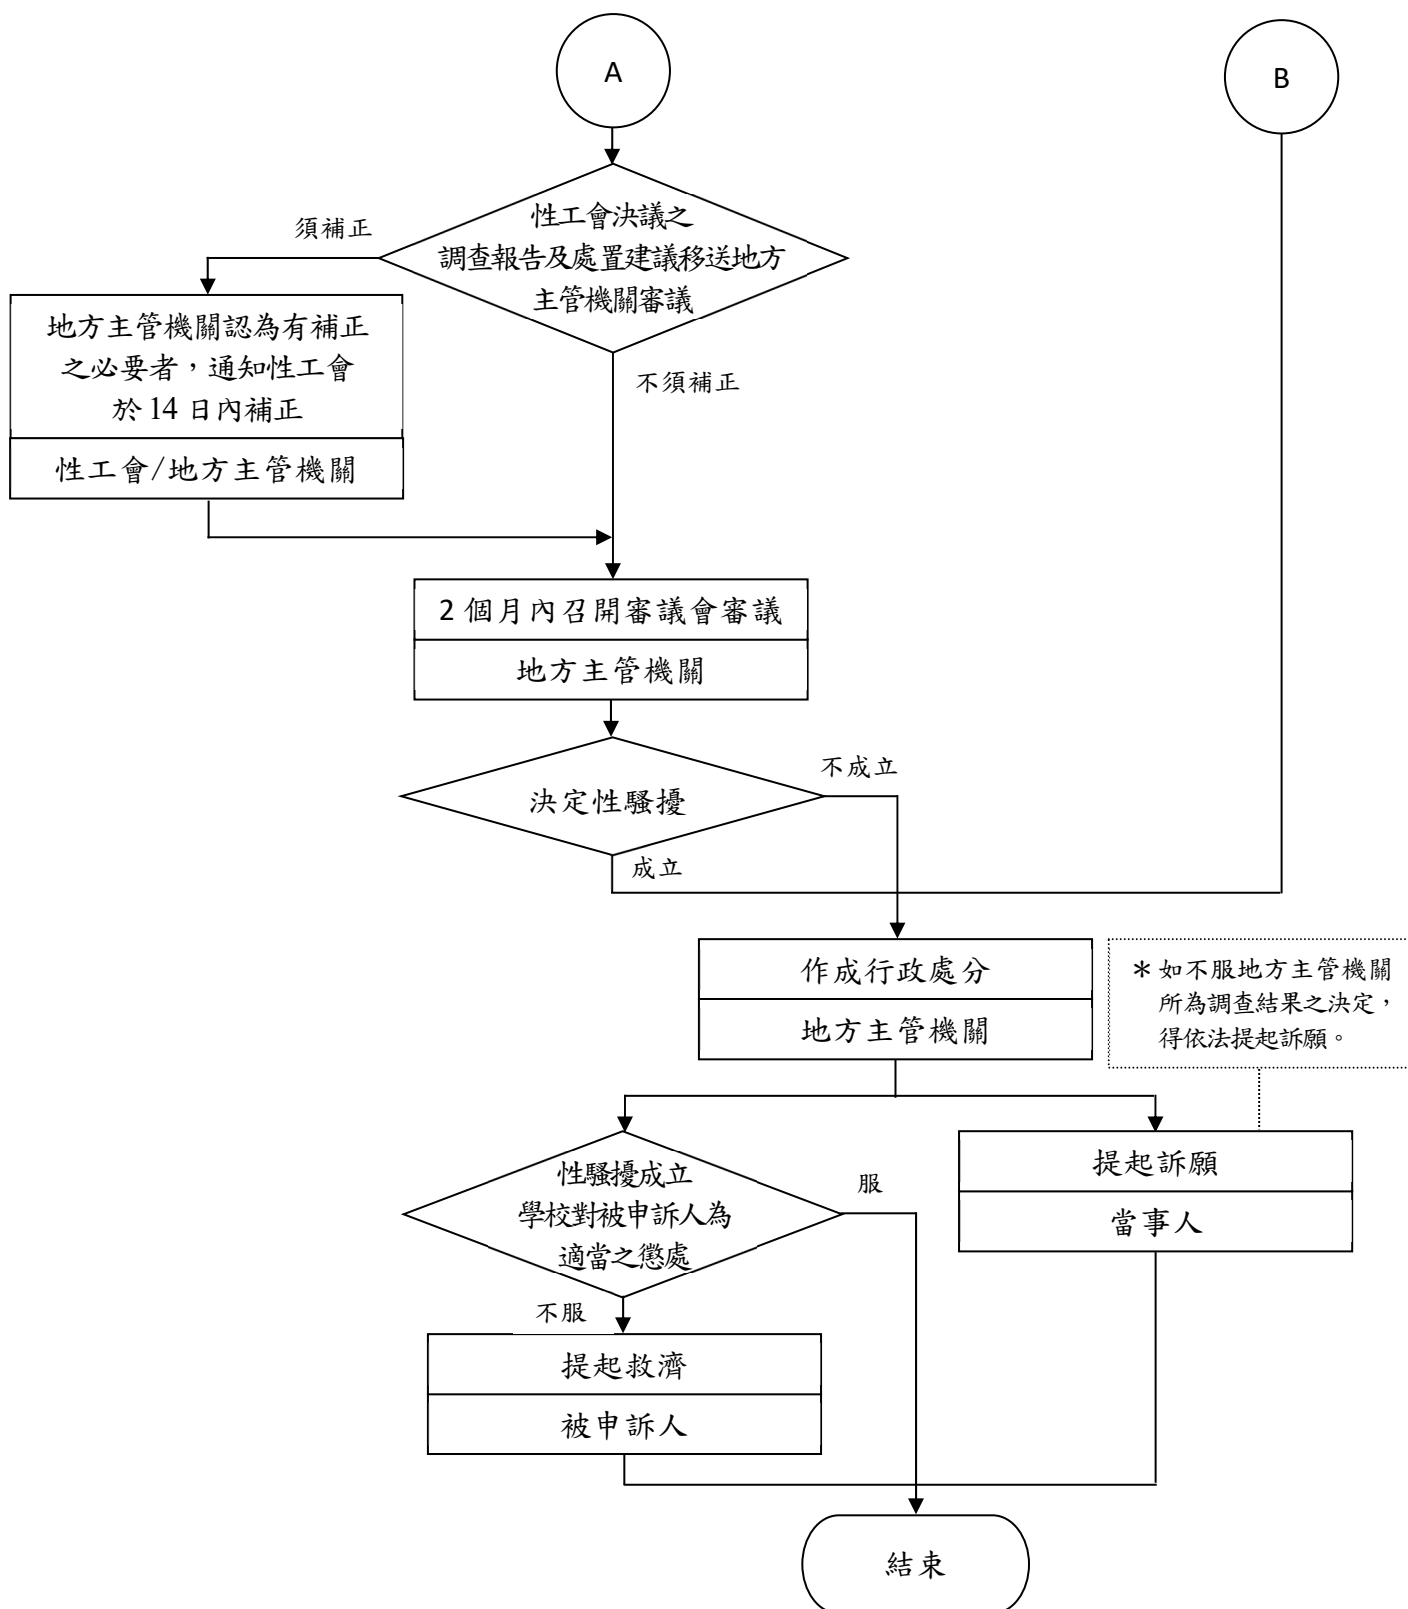 A
B
須補正
性工會決議之
調查報告及處置建議移送地方
主管機關審議
地方主管機關認為有補正
之必要者，通知性工會
於 14 日內補正
不須補正
性工會/地方主管機關
2 個月內召開審議會審議
地方主管機關
不成立
決定性騷擾
成立
作成行政處分
地方主管機關
＊如不服地方主管機關
所為調查結果之決定，
得依法提起訴願。
性騷擾成立
學校對被申訴人為
適當之懲處
服
提起訴願
當事人
不服
提起救濟
被申訴人
結束